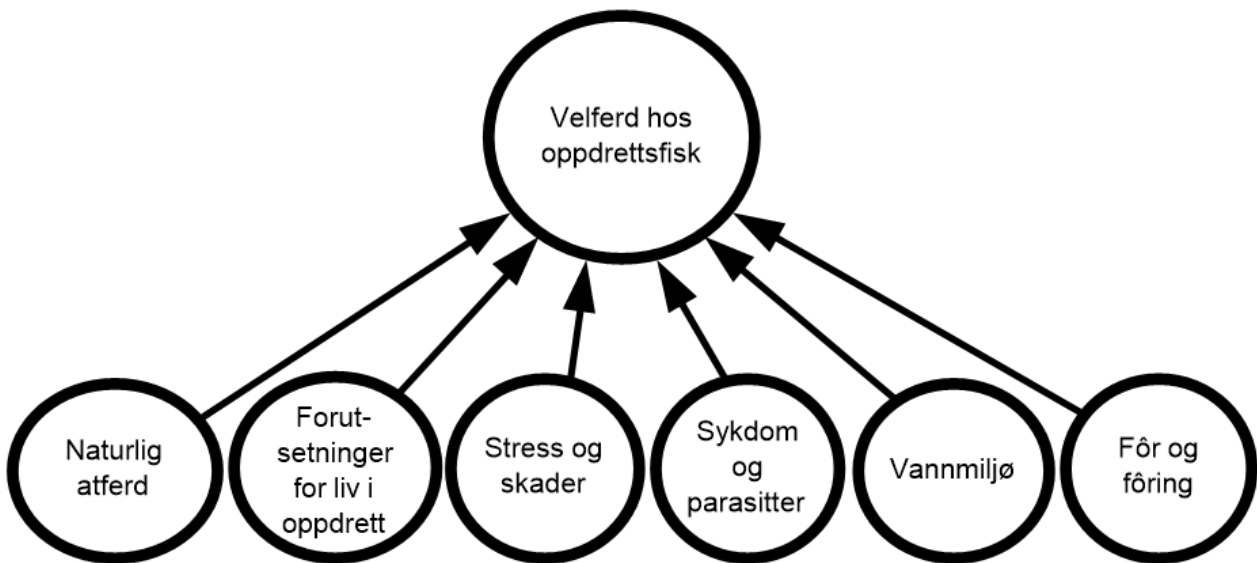 Velferd hos
oppdrettsfisk
Naturlig
atferd
Forut-
setninger
for liv i
oppdrett
Stress og
skader
Sykdom
og
parasitter
Vannmiljø
Fôr og
fôring